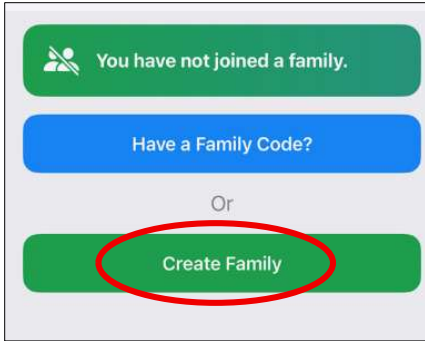 You have not joined a family.
Have a Family Code?
Or
Create Family